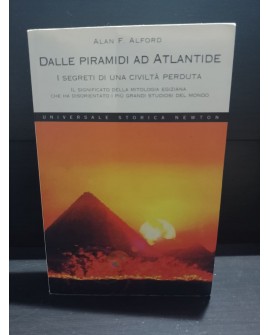 ALAN F. ALFORD
DALLE PIRAMIDI AD ATLANTIDE
I SEGRETI DI UNA CIVILTÀ PERDUTA
IL SIGNIFICATO DELLA MITOLOGIA EGIZIANA
CHE HA DISORIENTATO I PIÙ GRANDI STUDIOSI DEL MONDO
UNIVERSALE STORICA NEWTON